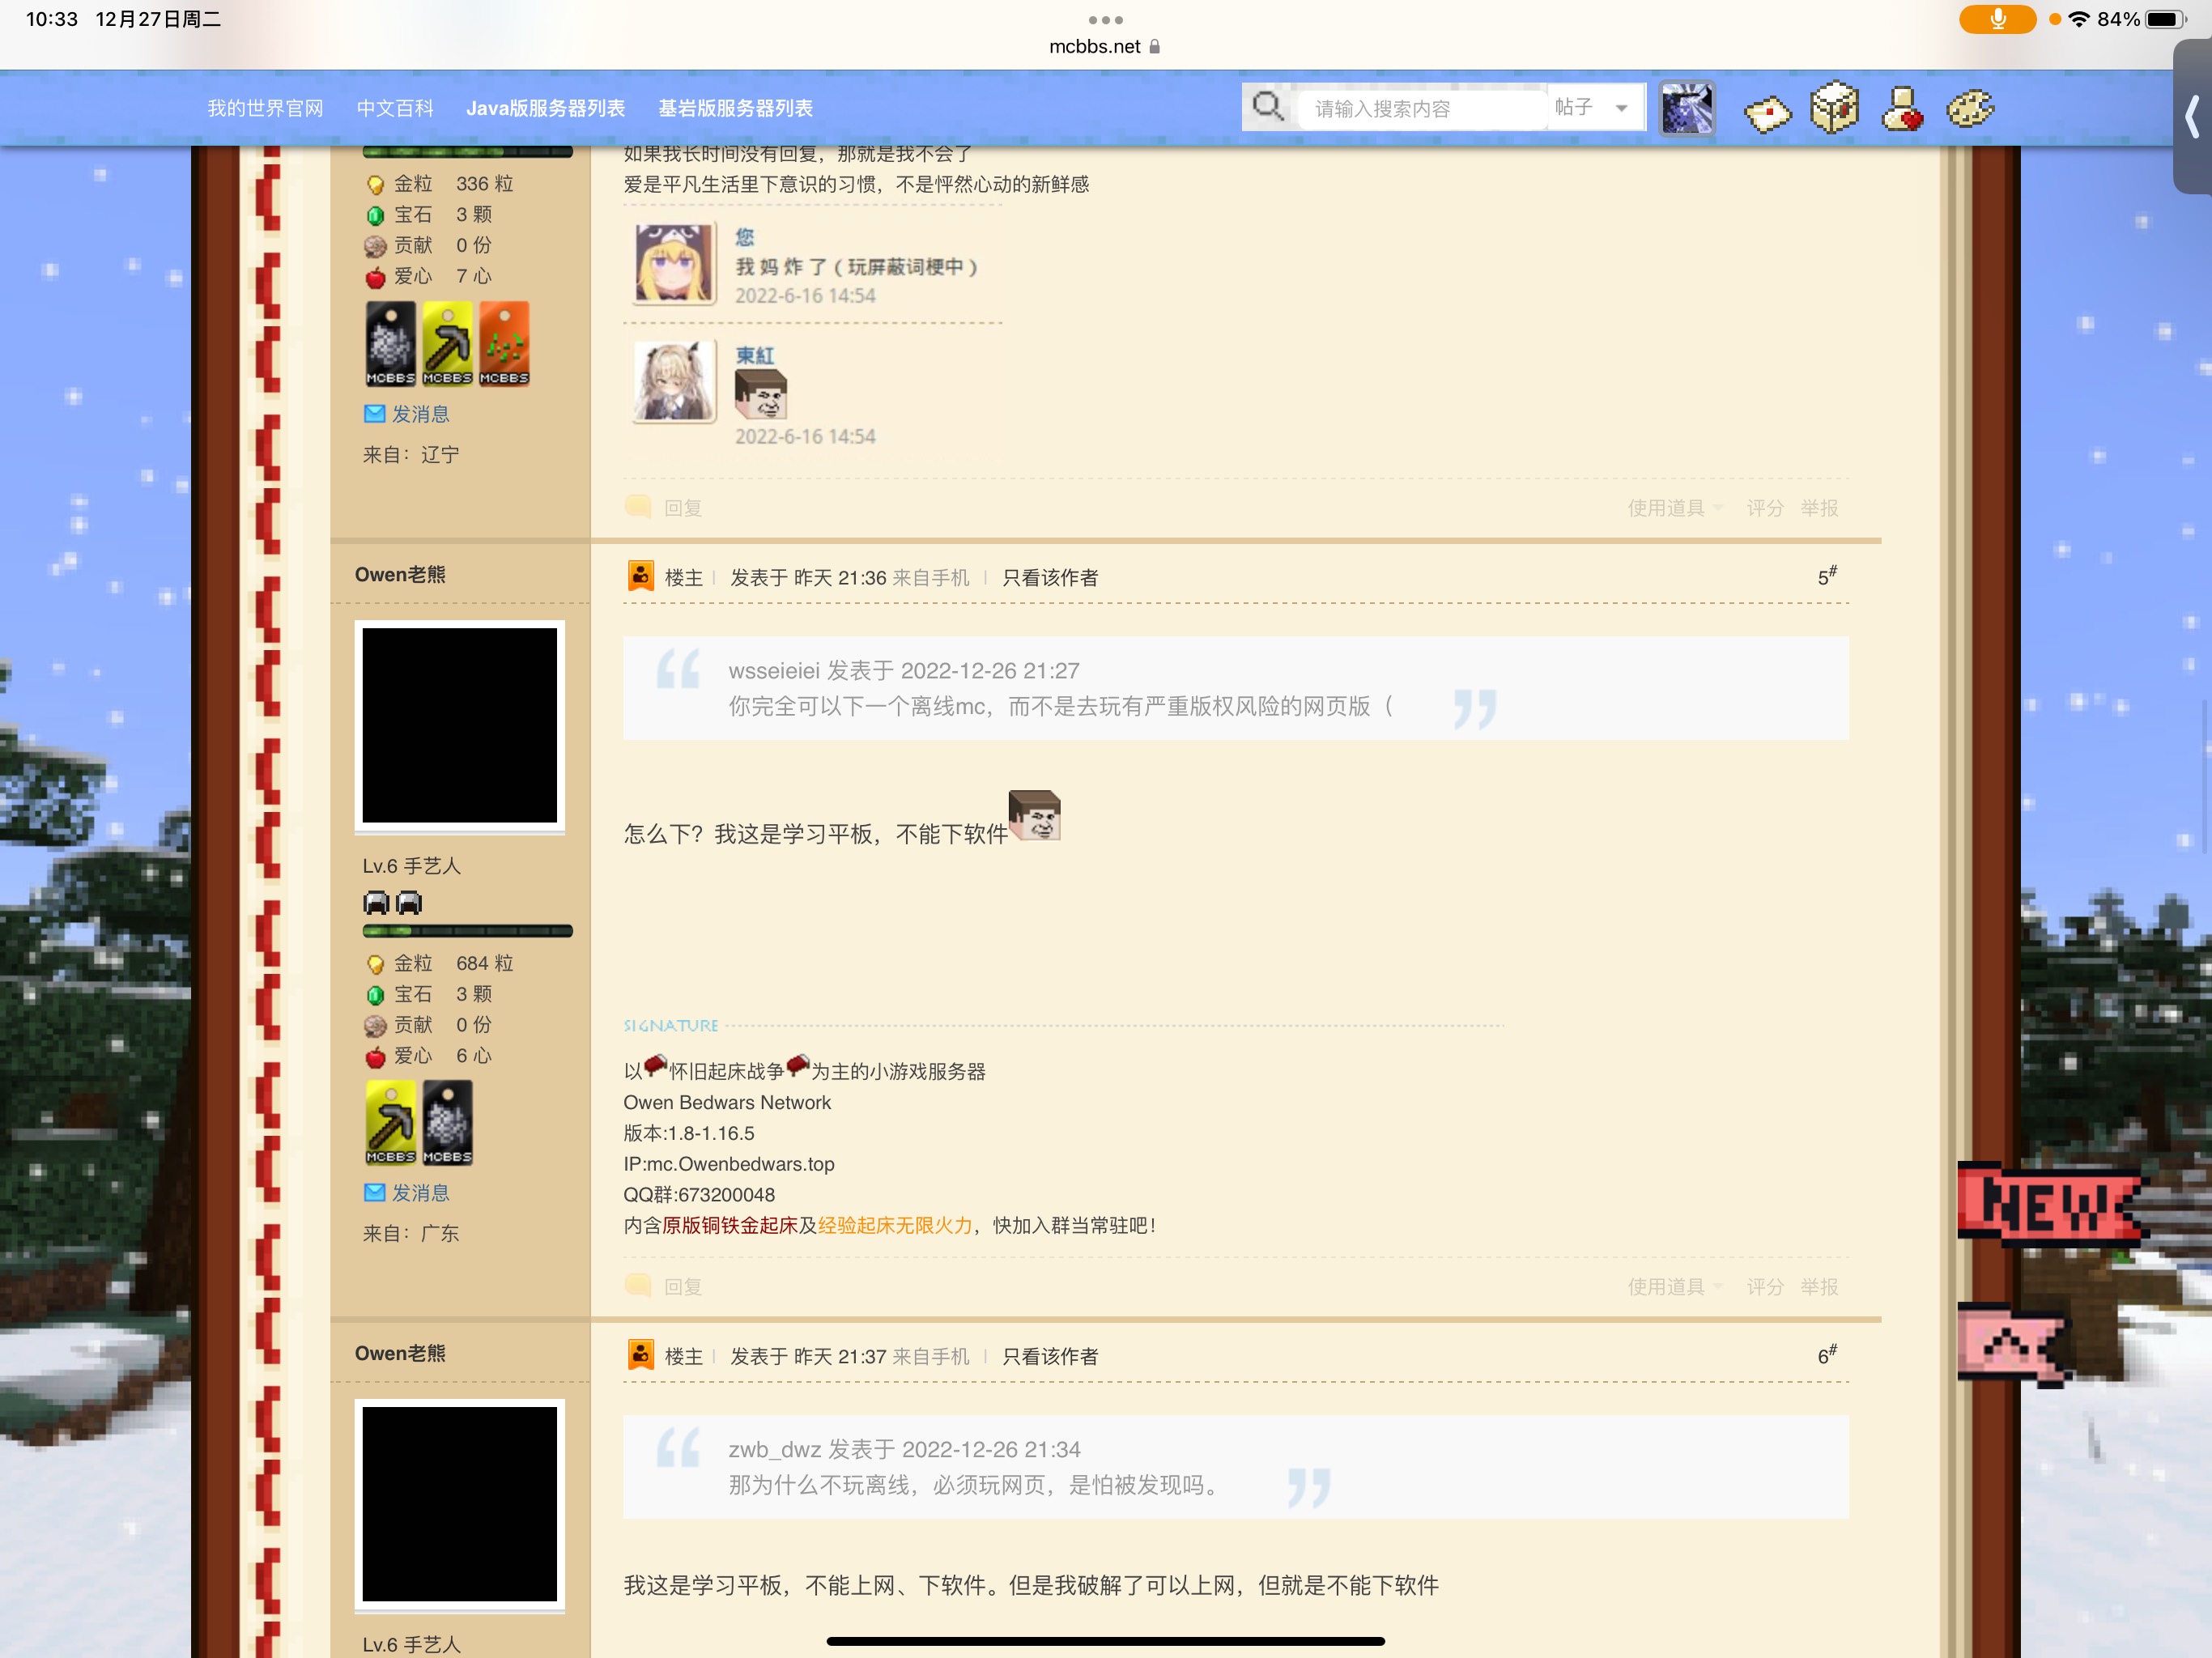 10:33 12月27日周二
84%
mcbbs.net
我的世界官网 中文百科 Java版服务器列表 基岩版服务器列表
请输入搜索内容 帖子
金粒 336 粒
宝石 3 颗
贡献 0 份
爱心 7 心
MCBBS MCBBS MCBBS
发消息
来自：辽宁
如果我长时间没有回复，那就是我不会了
爱是平凡生活里下意识的习惯，不是怦然心动的新鲜感
您
我 妈 炸 了（玩屏蔽词梗中）
2022-6-16 14:54
東紅
2022-6-16 14:54
回复 使用道具 评分 举报
Owen老熊
Lv.6 手艺人
金粒 684 粒
宝石 3 颗
贡献 0 份
爱心 6 心
MCBBS MCBBS
发消息
来自：广东
楼主 发表于 昨天 21:36 来自手机 只看该作者 5#
wsseieiei 发表于 2022-12-26 21:27
你完全可以下一个离线mc，而不是去玩有严重版权风险的网页版（
怎么下？我这是学习平板，不能下软件
SIGNATURE
以怀旧起床战争为主的小游戏服务器
Owen Bedwars Network
版本:1.8-1.16.5
IP:mc.Owenbedwars.top
QQ群:673200048
内含原版铜铁金起床及经验起床无限火力，快加入群当常驻吧！
回复 使用道具 评分 举报
NEW
Owen老熊
Lv.6 手艺人
楼主 发表于 昨天 21:37 来自手机 只看该作者 6#
zwb_dwz 发表于 2022-12-26 21:34
那为什么不玩离线，必须玩网页，是怕被发现吗。
我这是学习平板，不能上网、下软件。但是我破解了可以上网，但就是不能下软件